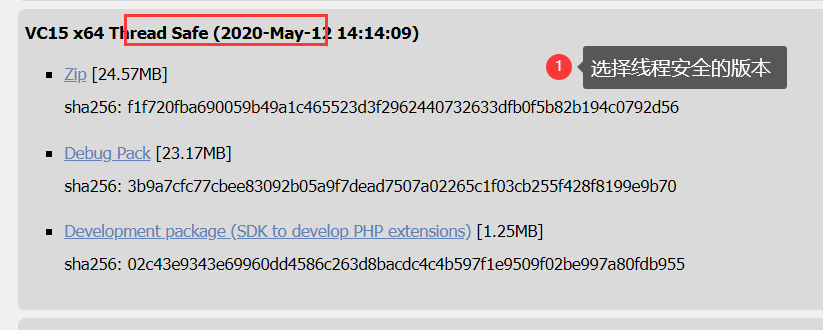 VC15 x64 Thread Safe (2020-May-12 14:14:09)
Zip [24.57MB]
1 选择线程安全的版本
sha256: f1f720fba690059b49a1c465523d3f2962440732633dfb0f5b82b194c0792d56
Debug Pack [23.17MB]
sha256: 3b9a7cfc77cbee83092b05a9f7dead7507a02265c1f03cb255f428f8199e9b70
Development package (SDK to develop PHP extensions) [1.25MB]
sha256: 02c43e9343e69960dd4586c263d8bacdc4c4b597f1e9509f02be997a80fdb955